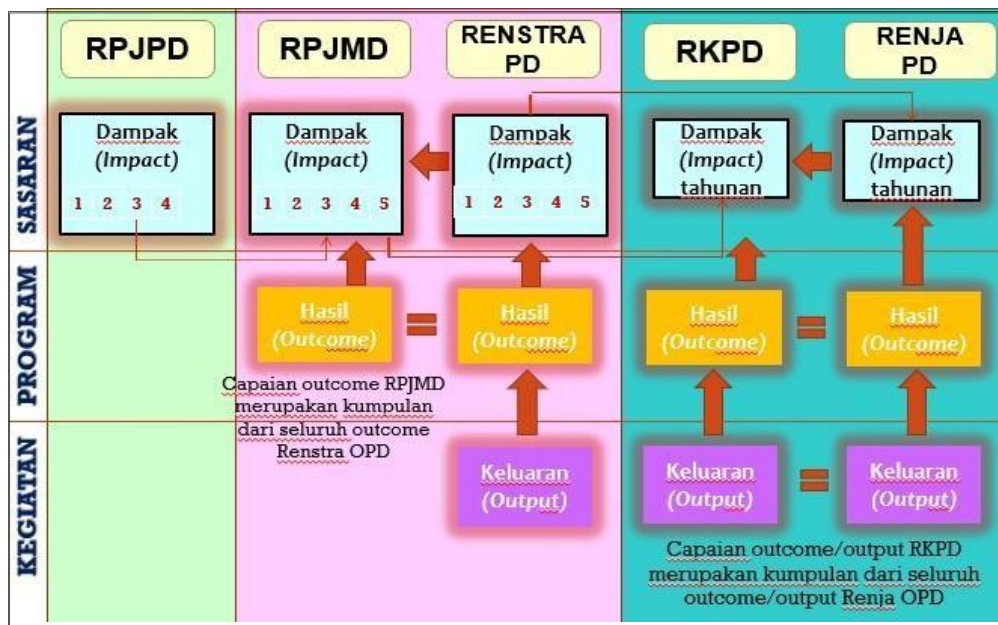 RPJPD
RPJMD
RENSTRA
PD
RKPD
RENJA
PD
SASARAN
Dampak
(Impact)
1 2 3 4
Dampak
(Impact)
1 2 3 4 5
Dampak
(Impact)
1 2 3 4 5
Dampak
(Impact)
tahunan
Dampak
(Impact)
tahunan
PROGRAM
Hasil
(Outcome)
=
Hasil
(Outcome)
Hasil
(Outcome)
=
Hasil
(Outcome)
Capaian outcome RPJMD
merupakan kumpulan
dari seluruh outcome
Renstra OPD
KEGIATAN
Keluaran
(Output)
Keluaran
(Output)
=
Keluaran
(Output)
Capaian outcome/output RKPD
merupakan kumpulan dari seluruh
outcome/output Renja OPD